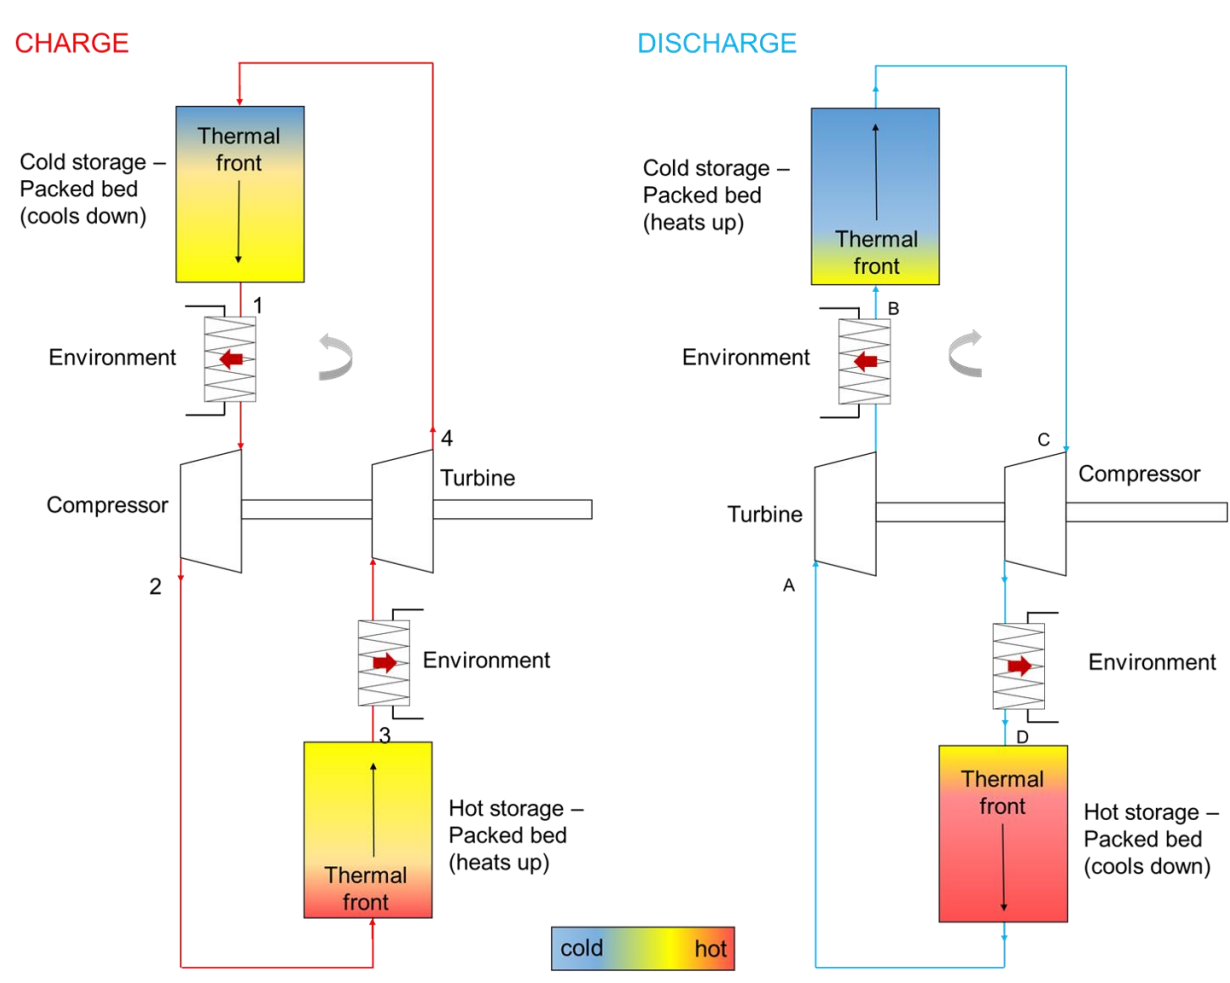 CHARGE
Thermal
front
Cold storage –
Packed bed
(cools down)
1
Environment
4
Turbine
Compressor
2
Environment
3
Hot storage –
Packed bed
(heats up)
Thermal
front
cold
hot
DISCHARGE
Cold storage –
Packed bed
(heats up)
Thermal
front
B
Environment
C
Compressor
Turbine
A
Environment
D
Thermal
front
Hot storage –
Packed bed
(cools down)